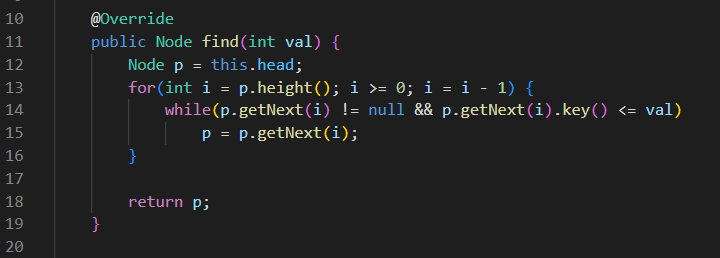 10 @Override
11 public Node find(int val) {
12 Node p = this.head;
13 for(int i = p.height(); i >= 0; i = i - 1) {
14 while(p.getNext(i) != null && p.getNext(i).key() <= val)
15 p = p.getNext(i);
16 }
17
18 return p;
19 }
20